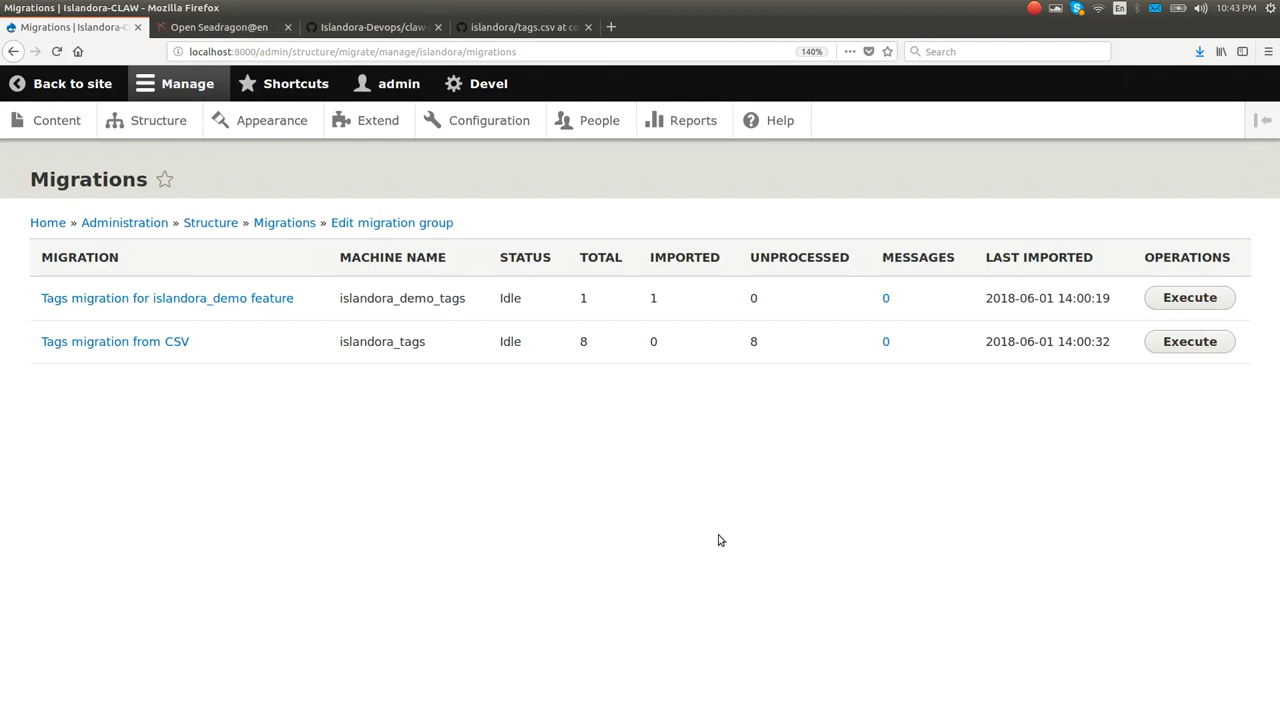 Migrations | Islandora-CLAW - Mozilla Firefox
En
10:43 PM
Migrations | Islandora-C
Open Seadragon@en
Islandora-Devops/claw-
islandora/tags.csv at co
localhost:8000/admin/structure/migrate/manage/islandora/migrations
140%
Search
Back to site
Manage
Shortcuts
admin
Devel
Content
Structure
Appearance
Extend
Configuration
People
Reports
Help
Migrations
Home » Administration » Structure » Migrations » Edit migration group
MIGRATION MACHINE NAME STATUS TOTAL IMPORTED UNPROCESSED MESSAGES LAST IMPORTED OPERATIONS
Tags migration for islandora_demo feature islandora_demo_tags Idle 1 1 0 0 2018-06-01 14:00:19 Execute
Tags migration from CSV islandora_tags Idle 8 0 8 0 2018-06-01 14:00:32 Execute